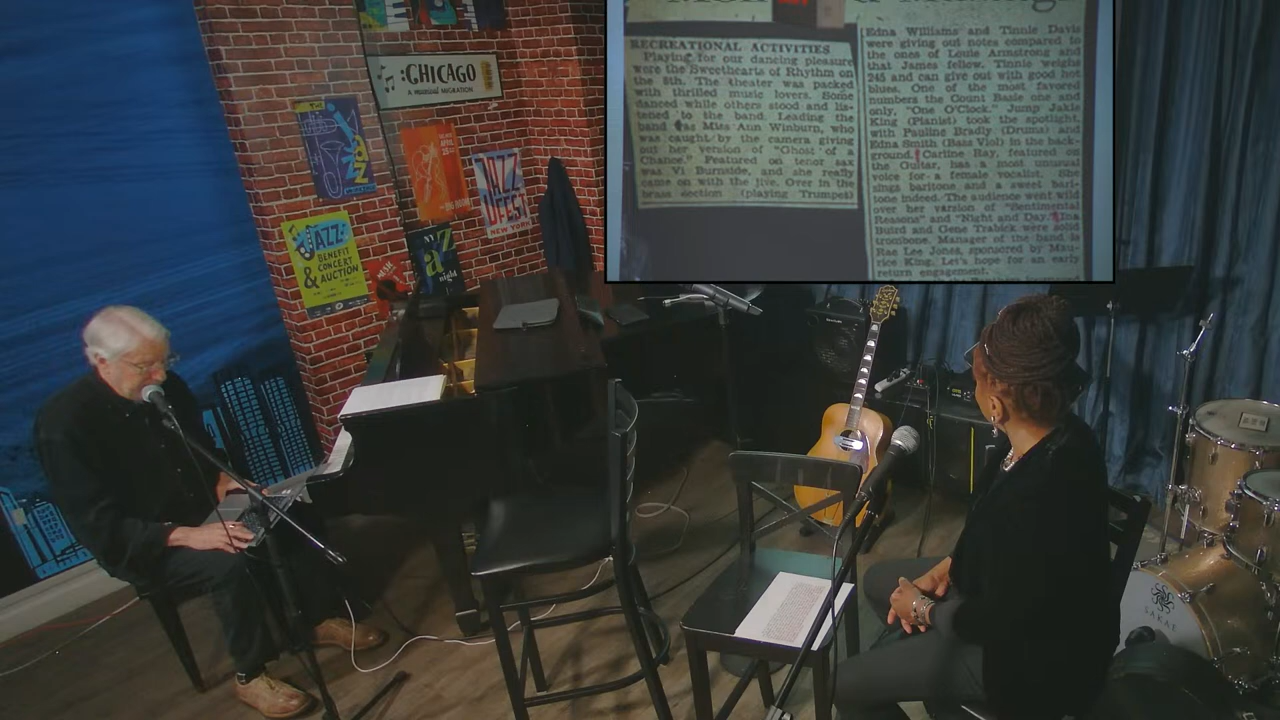 :CHICAGO
A MUSICAL MIGRATION
THE
JAZZ
JAZZ
FEST
NEW YORK
JAZZ
BENEFIT
CONCERT
&
AUCTION
NY
night
RECREATIONAL ACTIVITIES
Playing for our dancing pleasure
were the Sweethearts of Rhythm on
the 8th. The theater was packed
with thrilled music lovers. Some
danced while others stood and lis-
tened to the band. Leading the
band was Miss Ann Winburn, who
was caught by the camera giving
out her version of "Ghost of a
Chance." Featured on tenor sax
was Vi Burnside, and she really
came on with the jive. Over in the
brass section (playing Trumpet)
Edna Williams and Tinnie Davis
were giving out notes compared to
the ones of Louie Armstrong and
that James fellow. Tinnie weighs
245 and can give out with good hot
blues. One of the most favored
numbers the Count Basie one and
only, "One O'Clock." Jump Jakie
King (Pianist) took the spotlight,
with Pauline Bradly (Drums) and
Edna Smith (Bass Viol) in the back-
ground. Carline Ray, featured on
the Guitar, has a most unusual
voice for a female vocalist. She
sings baritone and a sweet bari-
tone indeed. The audience went wild
over her version of "Sentimental
Reasons" and "Night and Day." Ina
Baird and Gene Trabick were solid
trombone. Manager of the band is
Rae Lee Jones, sponsored by Mau-
rice King. Let's hope for an early
return engagement.
SAKAE